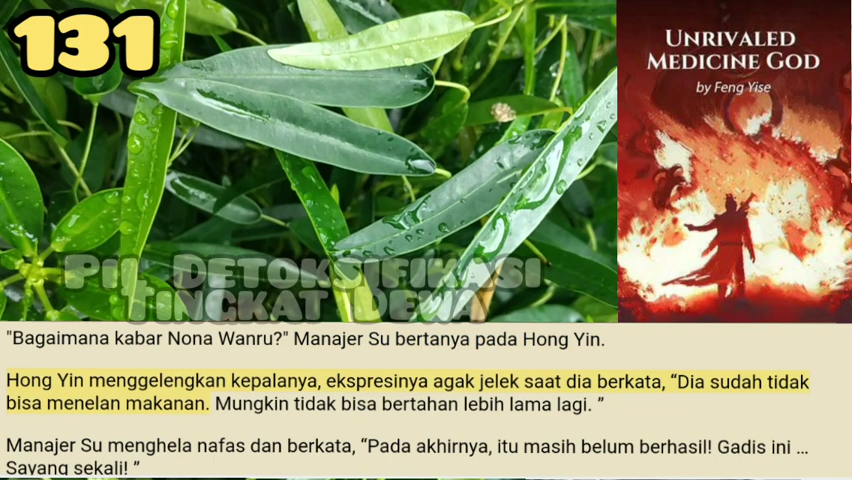 131
UNRIVALED
MEDICINE GOD
by Feng Yise
PIL DETOKSIFIKASI
TINGKAT DEWA
"Bagaimana kabar Nona Wanru?" Manajer Su bertanya pada Hong Yin.
Hong Yin menggelengkan kepalanya, ekspresinya agak jelek saat dia berkata, “Dia sudah tidak
bisa menelan makanan. Mungkin tidak bisa bertahan lebih lama lagi. ”
Manajer Su menghela nafas dan berkata, “Pada akhirnya, itu masih belum berhasil! Gadis ini ...
Sayang sekali! ”